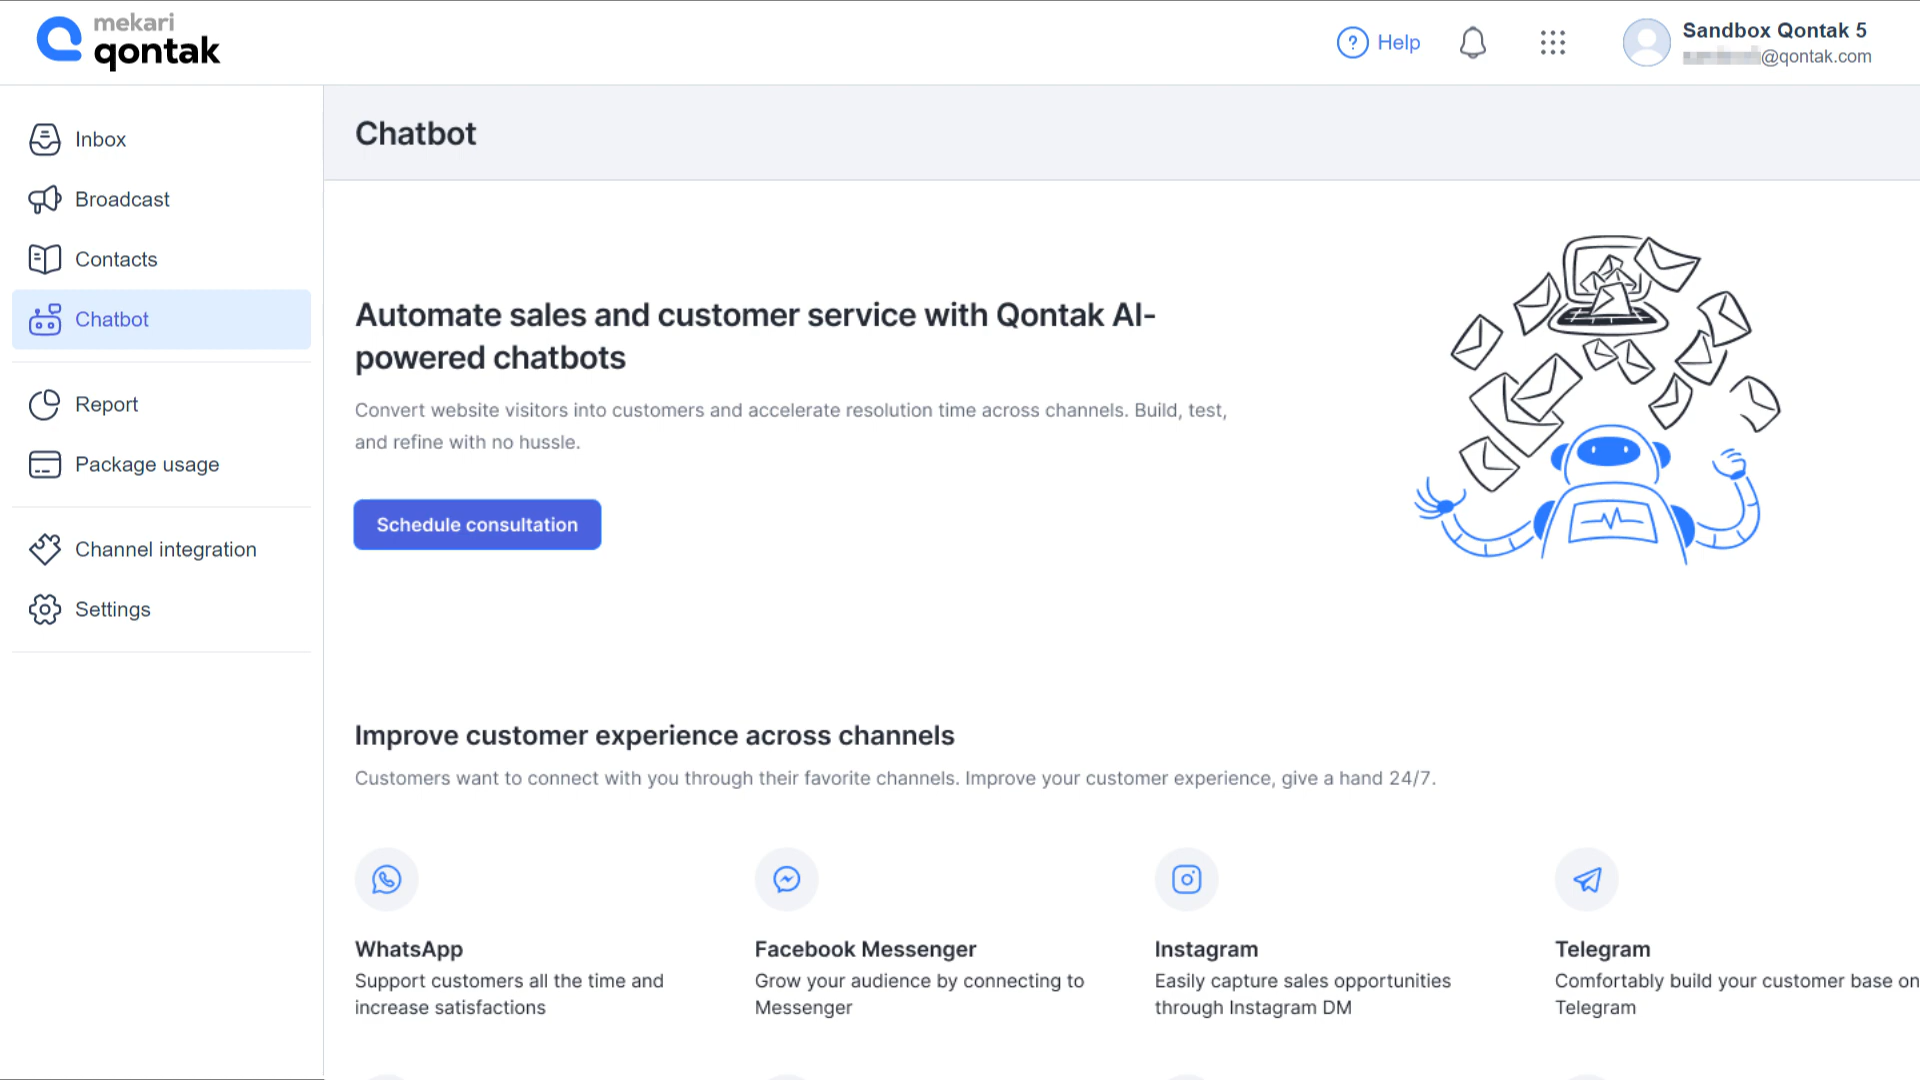 mekari
qontak
Help
Sandbox Qontak 5
@qontak.com
Inbox
Broadcast
Contacts
Chatbot
Report
Package usage
Channel integration
Settings
Chatbot
Automate sales and customer service with Qontak AI-
powered chatbots
Convert website visitors into customers and accelerate resolution time across channels. Build, test,
and refine with no hussle.
Schedule consultation
Improve customer experience across channels
Customers want to connect with you through their favorite channels. Improve your customer experience, give a hand 24/7.
WhatsApp
Support customers all the time and
increase satisfactions
Facebook Messenger
Grow your audience by connecting to
Messenger
Instagram
Easily capture sales opportunities
through Instagram DM
Telegram
Comfortably build your customer base on
Telegram